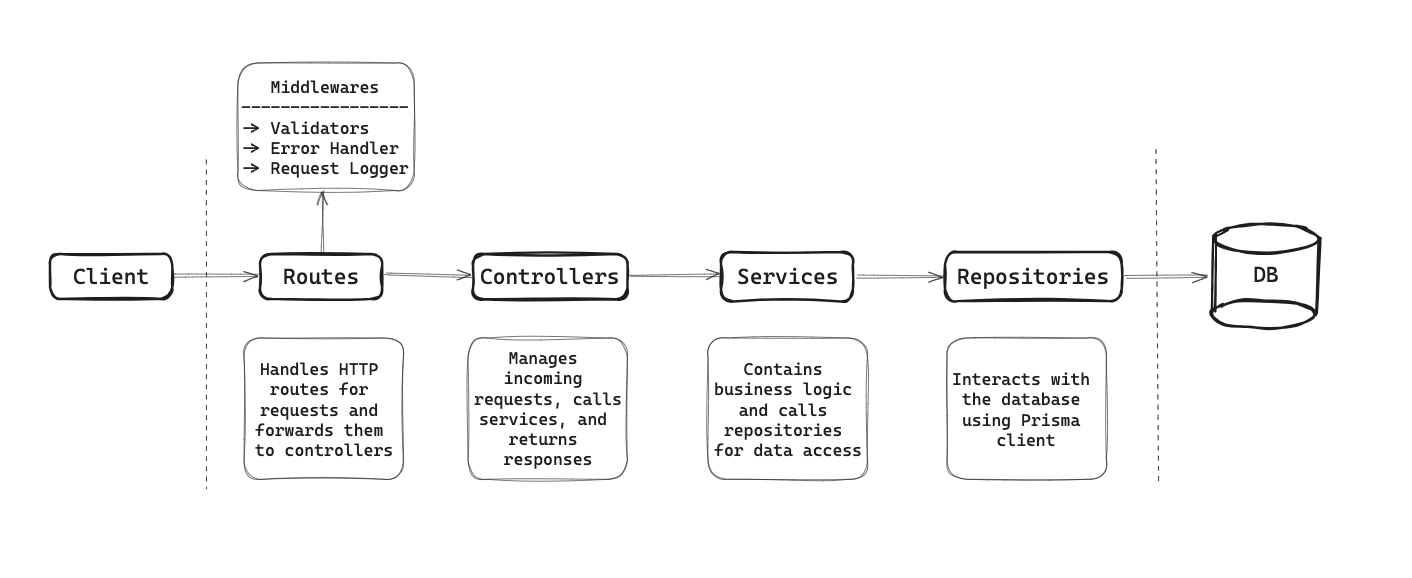 Middlewares
-----------------
→ Validators
→ Error Handler
→ Request Logger
Client
Routes
Controllers
Services
Repositories
DB
Handles HTTP
routes for
requests and
forwards them
to controllers
Manages
incoming
requests, calls
services, and
returns
responses
Contains
business logic
and calls
repositories
for data access
Interacts with
the database
using Prisma
client